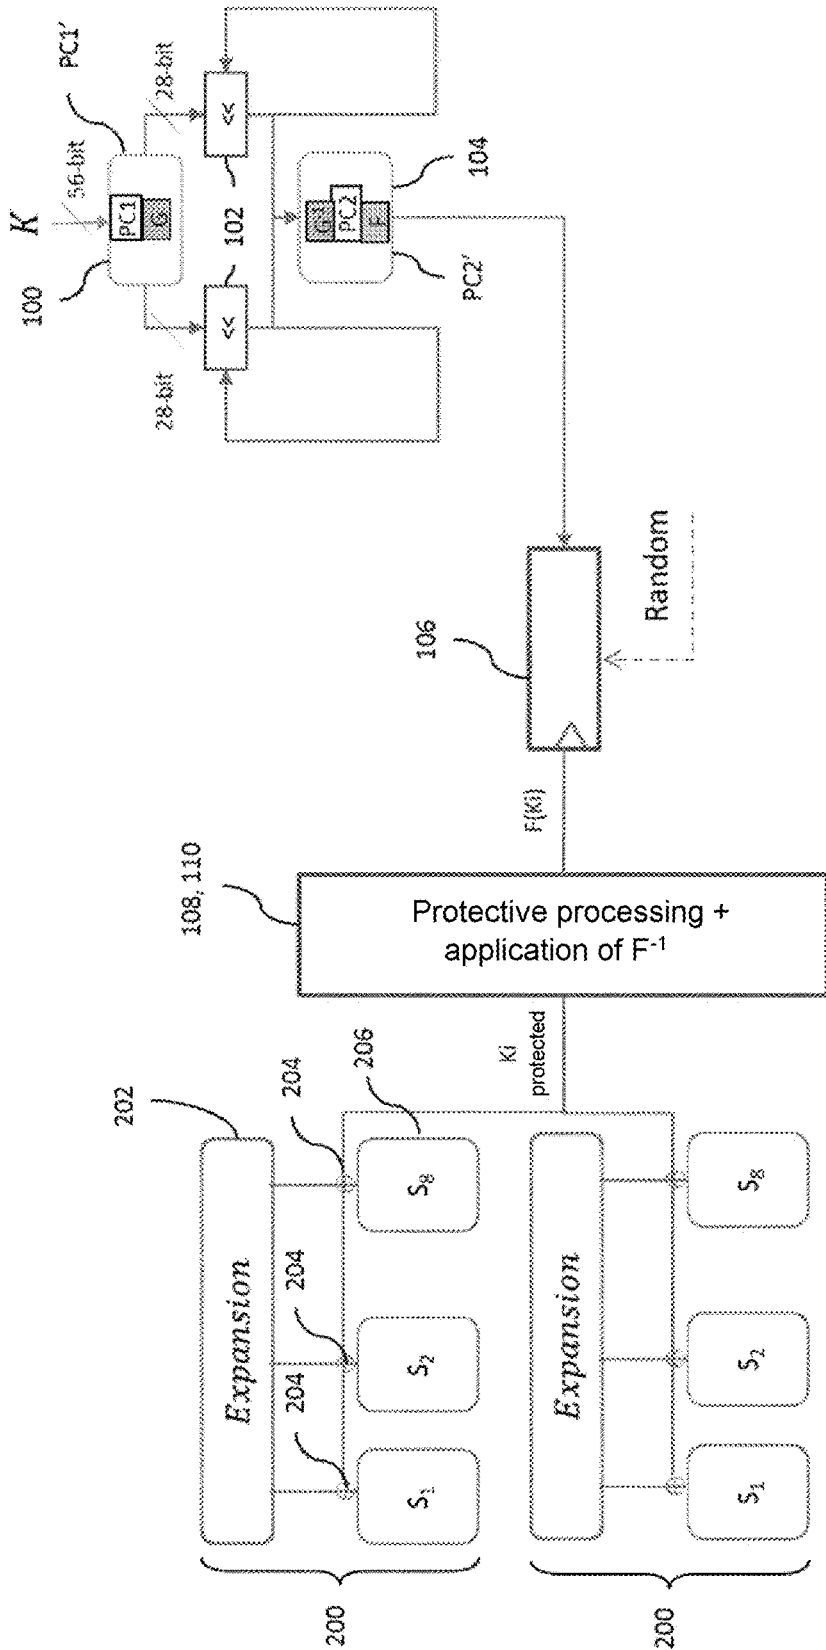 K
56-bit
100
PC1'
PC1
G
28-bit
28-bit
<<
<<
102
G⁻¹
PC2
F
104
PC2'
106
Random
F(Ki)
108, 110
Protective processing +
application of F⁻¹
Ki
protected
202
Expansion
204
204
204
206
S₁
S₂
S₈
200
Expansion
S₁
S₂
S₈
200